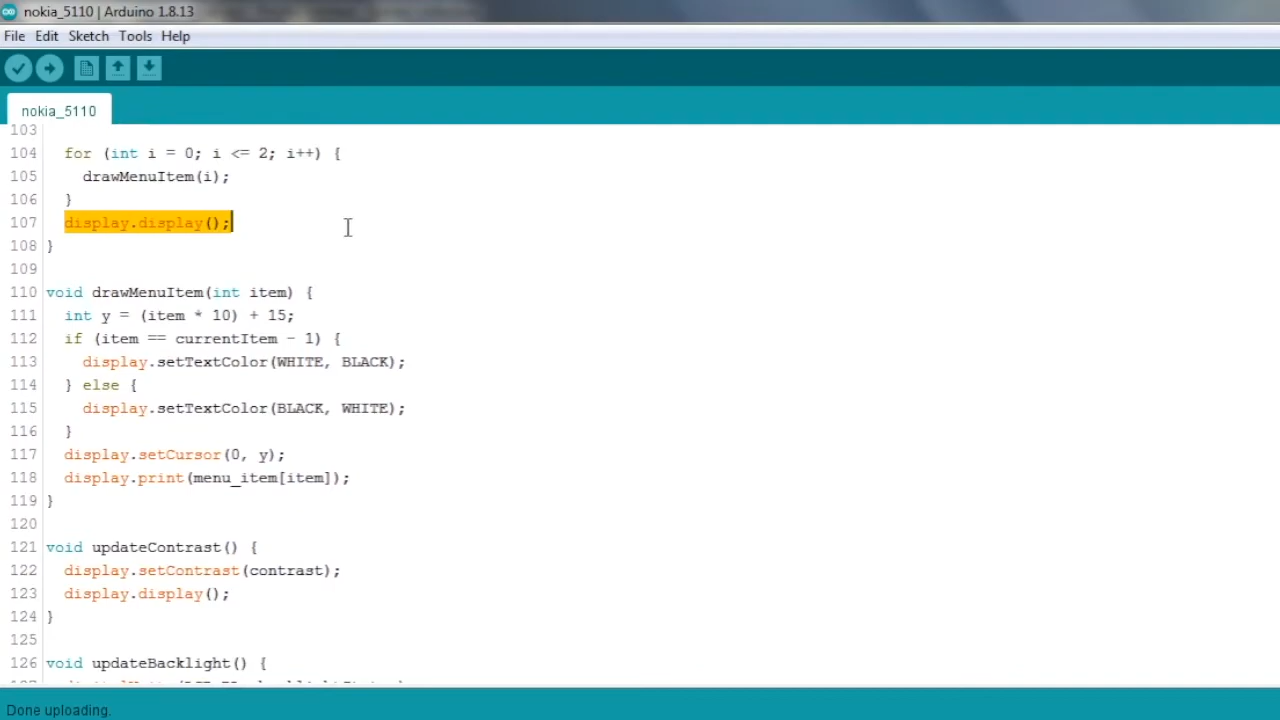 nokia_5110 | Arduino 1.8.13
File Edit Sketch Tools Help
nokia_5110
103
104 for (int i = 0; i <= 2; i++) {
105 drawMenuItem(i);
106 }
107 display.display();
108 }
109
110 void drawMenuItem(int item) {
111 int y = (item * 10) + 15;
112 if (item == currentItem - 1) {
113 display.setTextColor(WHITE, BLACK);
114 } else {
115 display.setTextColor(BLACK, WHITE);
116 }
117 display.setCursor(0, y);
118 display.print(menu_item[item]);
119 }
120
121 void updateContrast() {
122 display.setContrast(contrast);
123 display.display();
124 }
125
126 void updateBacklight() {
Done uploading.